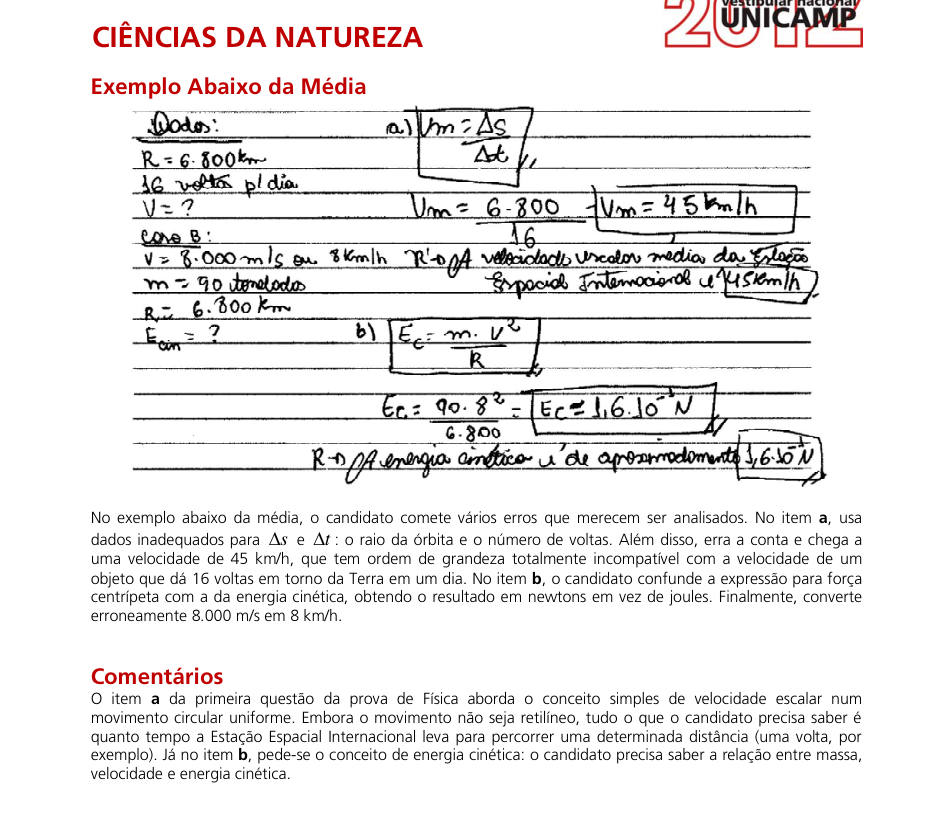 vestibular nacional
UNICAMP
2012
CIÊNCIAS DA NATUREZA
Exemplo Abaixo da Média
Dados:
R = 6.800 km
16 voltas p/ dia
V = ?
Caso B:
V = 8.000 m/s ou 8 km/h
m = 90 toneladas
R = 6.800 km
Ecin = ?
a) Vm = Δs / Δt
Vm = 6.800 / 16 = Vm = 45 km/h
R→ A velocidade escalar média da Estação
Espacial Internacional é 45 km/h
b) Ec = m.v² / R
Ec = 90.8² / 6.800 = Ec = 1,6.10⁻¹ N
R→ A energia cinética é de aproximadamente 1,6.10⁻¹ N
No exemplo abaixo da média, o candidato comete vários erros que merecem ser analisados. No item a, usa
dados inadequados para Δs e Δt : o raio da órbita e o número de voltas. Além disso, erra a conta e chega a
uma velocidade de 45 km/h, que tem ordem de grandeza totalmente incompatível com a velocidade de um
objeto que dá 16 voltas em torno da Terra em um dia. No item b, o candidato confunde a expressão para força
centrípeta com a da energia cinética, obtendo o resultado em newtons em vez de joules. Finalmente, converte
erroneamente 8.000 m/s em 8 km/h.
Comentários
O item a da primeira questão da prova de Física aborda o conceito simples de velocidade escalar num
movimento circular uniforme. Embora o movimento não seja retilíneo, tudo o que o candidato precisa saber é
quanto tempo a Estação Espacial Internacional leva para percorrer uma determinada distância (uma volta, por
exemplo). Já no item b, pede-se o conceito de energia cinética: o candidato precisa saber a relação entre massa,
velocidade e energia cinética.